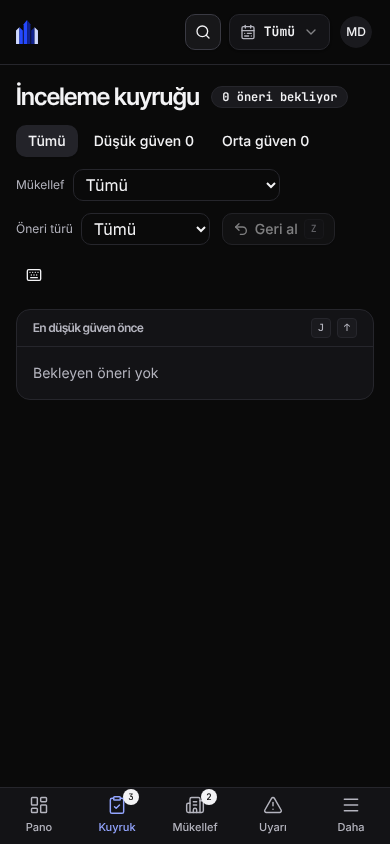 Tümü
MD
İnceleme kuyruğu
0 öneri bekliyor
Tümü
Düşük güven 0
Orta güven 0
Mükellef
Tümü
Öneri türü
Tümü
Geri al
Z
En düşük güven önce
J
↑
Bekleyen öneri yok
3
2
Pano
Kuyruk
Mükellef
Uyarı
Daha